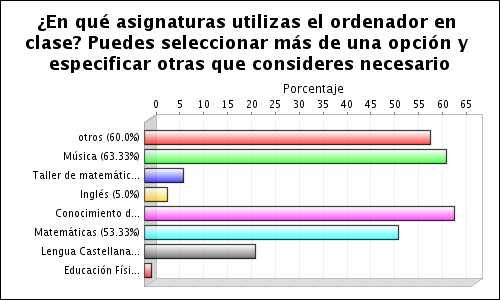 ¿En qué asignaturas utilizas el ordenador en
clase? Puedes seleccionar más de una opción y
especificar otras que consideres necesario
Porcentaje
0 5 10 15 20 25 30 35 40 45 50 55 60 65
otros (60.0%)
Música (63.33%)
Taller de matemátic...
Inglés (5.0%)
Conocimiento d...
Matemáticas (53.33%)
Lengua Castellana...
Educación Físi...